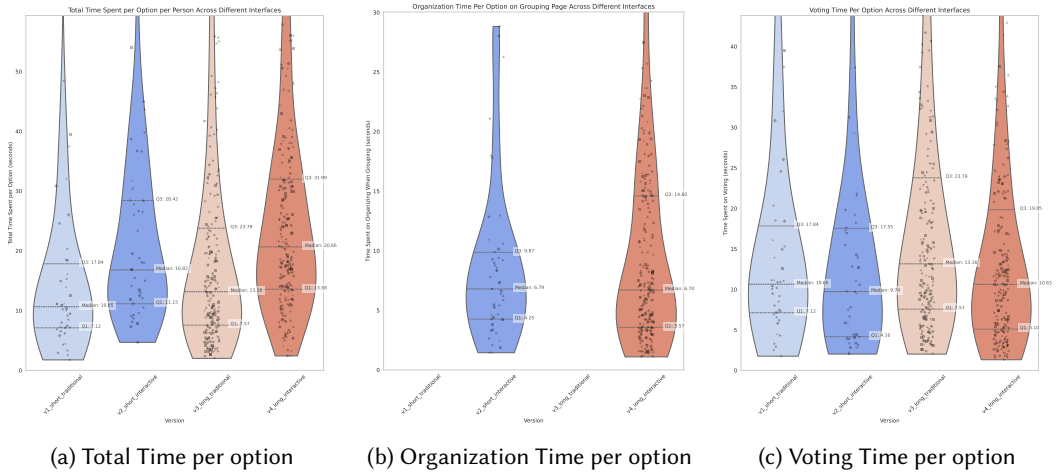 Total Time Spent per Option per Person Across Different Interfaces
Total Time Spent per Option (seconds)
50
40
30
20
10
0
Q3: 17.84
Median: 10.65
Q1: 7.12
Q3: 28.42
Median: 16.82
Q1: 11.15
Q3: 23.79
Median: 13.16
Q1: 7.57
Q3: 31.99
Median: 20.66
Q1: 13.58
v1_short_traditional
v2_short_interactive
v3_long_traditional
v4_long_interactive
Version
(a) Total Time per option
Organization Time Per Option on Grouping Page Across Different Interfaces
Time Spent on Organizing When Grouping (seconds)
30
25
20
15
10
5
0
Q3: 9.87
Median: 6.79
Q1: 4.25
Q3: 14.60
Median: 6.70
Q1: 3.57
v1_short_traditional
v2_short_interactive
v3_long_traditional
v4_long_interactive
Version
(b) Organization Time per option
Voting Time Per Option Across Different Interfaces
Time Spent on Voting (seconds)
40
35
30
25
20
15
10
5
0
Q3: 17.84
Median: 10.65
Q1: 7.12
Q3: 17.55
Median: 9.74
Q1: 4.16
Q3: 23.79
Median: 13.16
Q1: 7.57
Q3: 19.85
Median: 10.63
Q1: 5.10
v1_short_traditional
v2_short_interactive
v3_long_traditional
v4_long_interactive
Version
(c) Voting Time per option